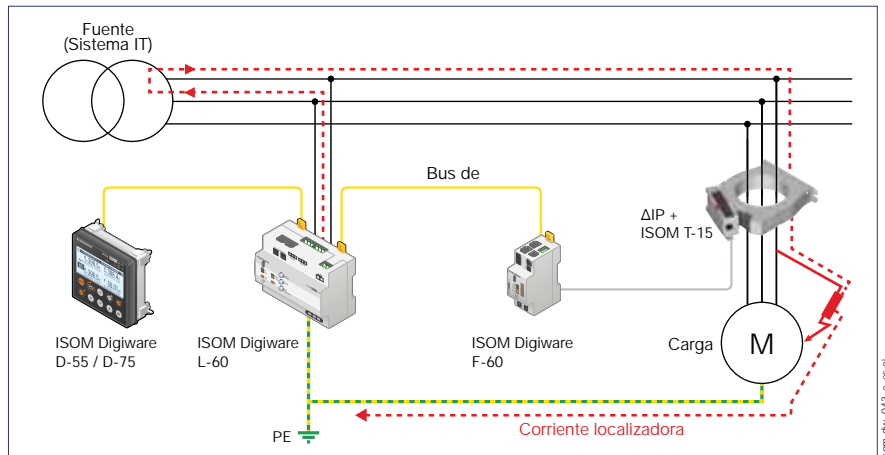 Fuente
(Sistema IT)
Bus de
ΔIP +
ISOM T-15
ISOM Digiware
D-55 / D-75
ISOM Digiware
L-60
ISOM Digiware
F-60
Carga
M
PE
Corriente localizadora